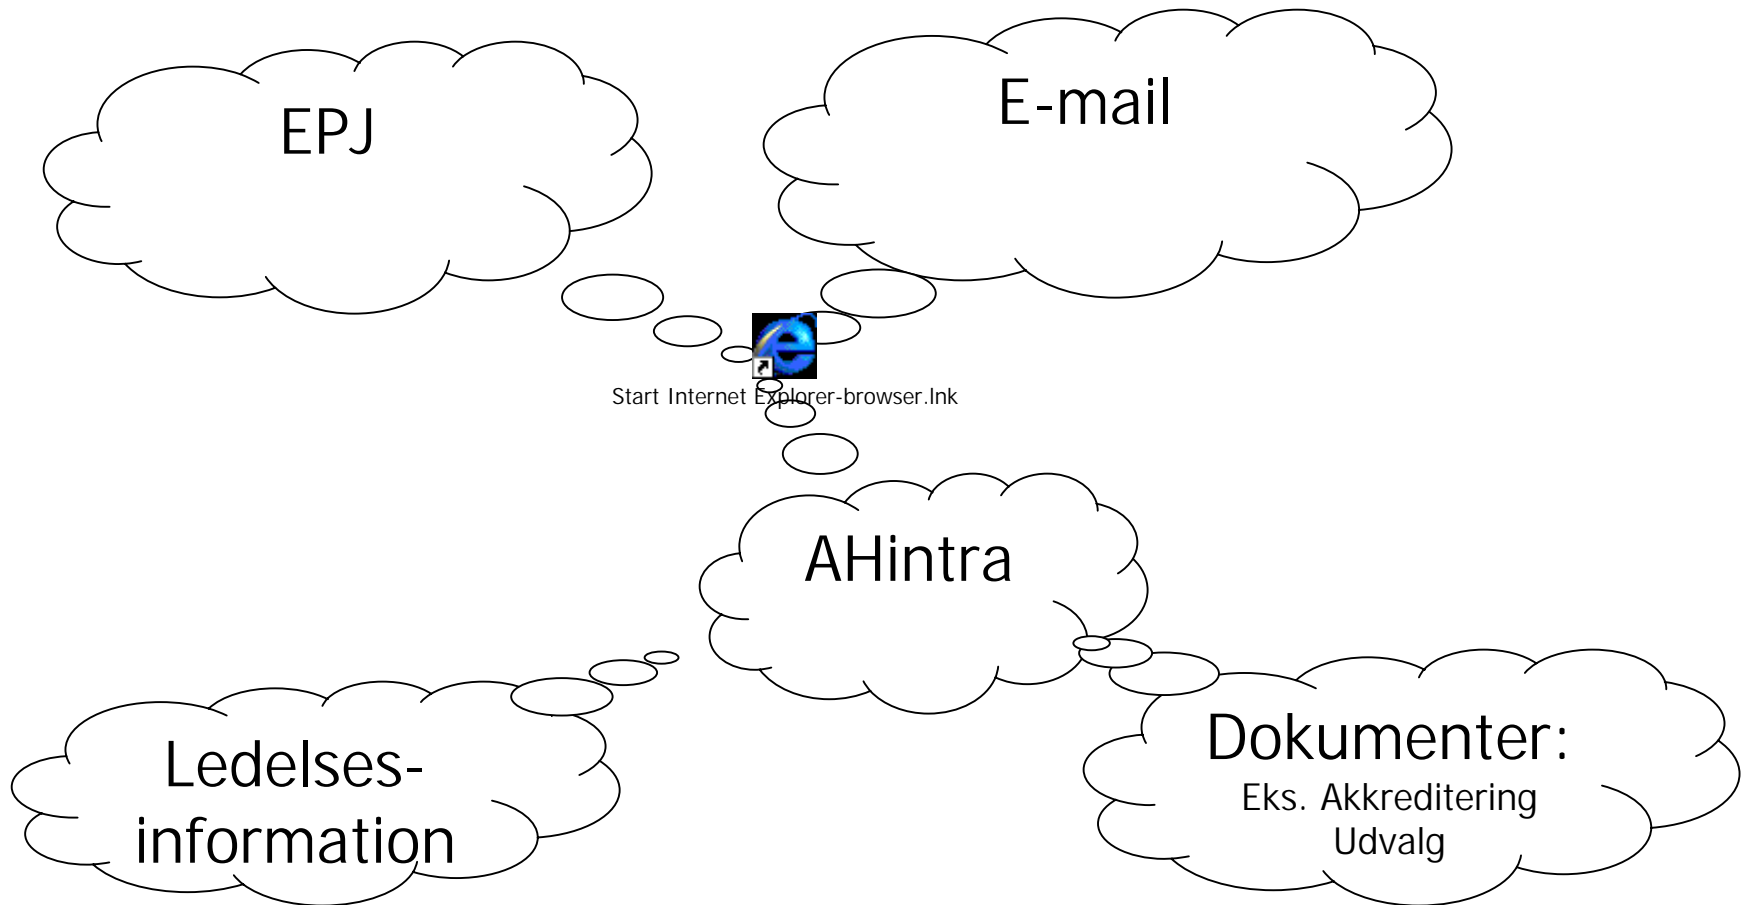 EPJ
E-mail
Start Internet Explorer-browser.lnk
AHintra
Ledelses-
information
Dokumenter:
Eks. Akkreditering
Udvalg